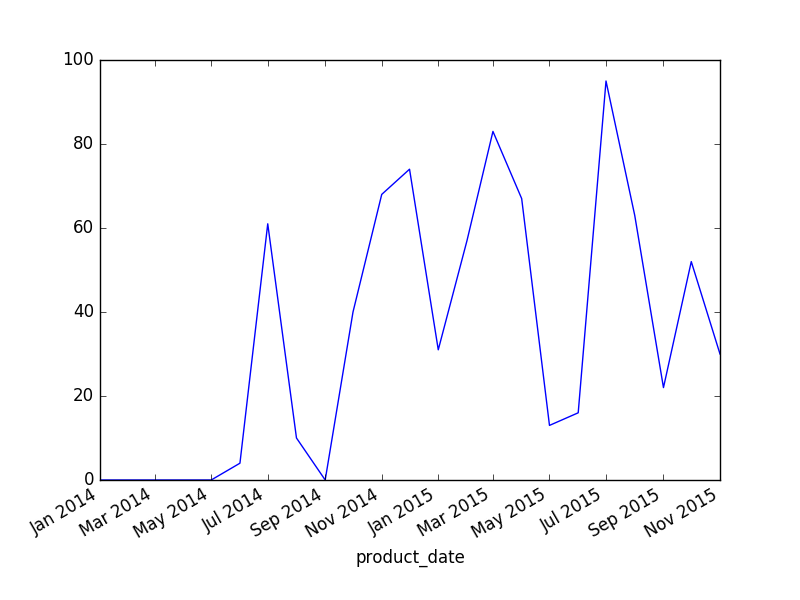 100
80
60
40
20
0
Jan 2014
Mar 2014
May 2014
Jul 2014
Sep 2014
Nov 2014
Jan 2015
Mar 2015
May 2015
Jul 2015
Sep 2015
Nov 2015
product_date